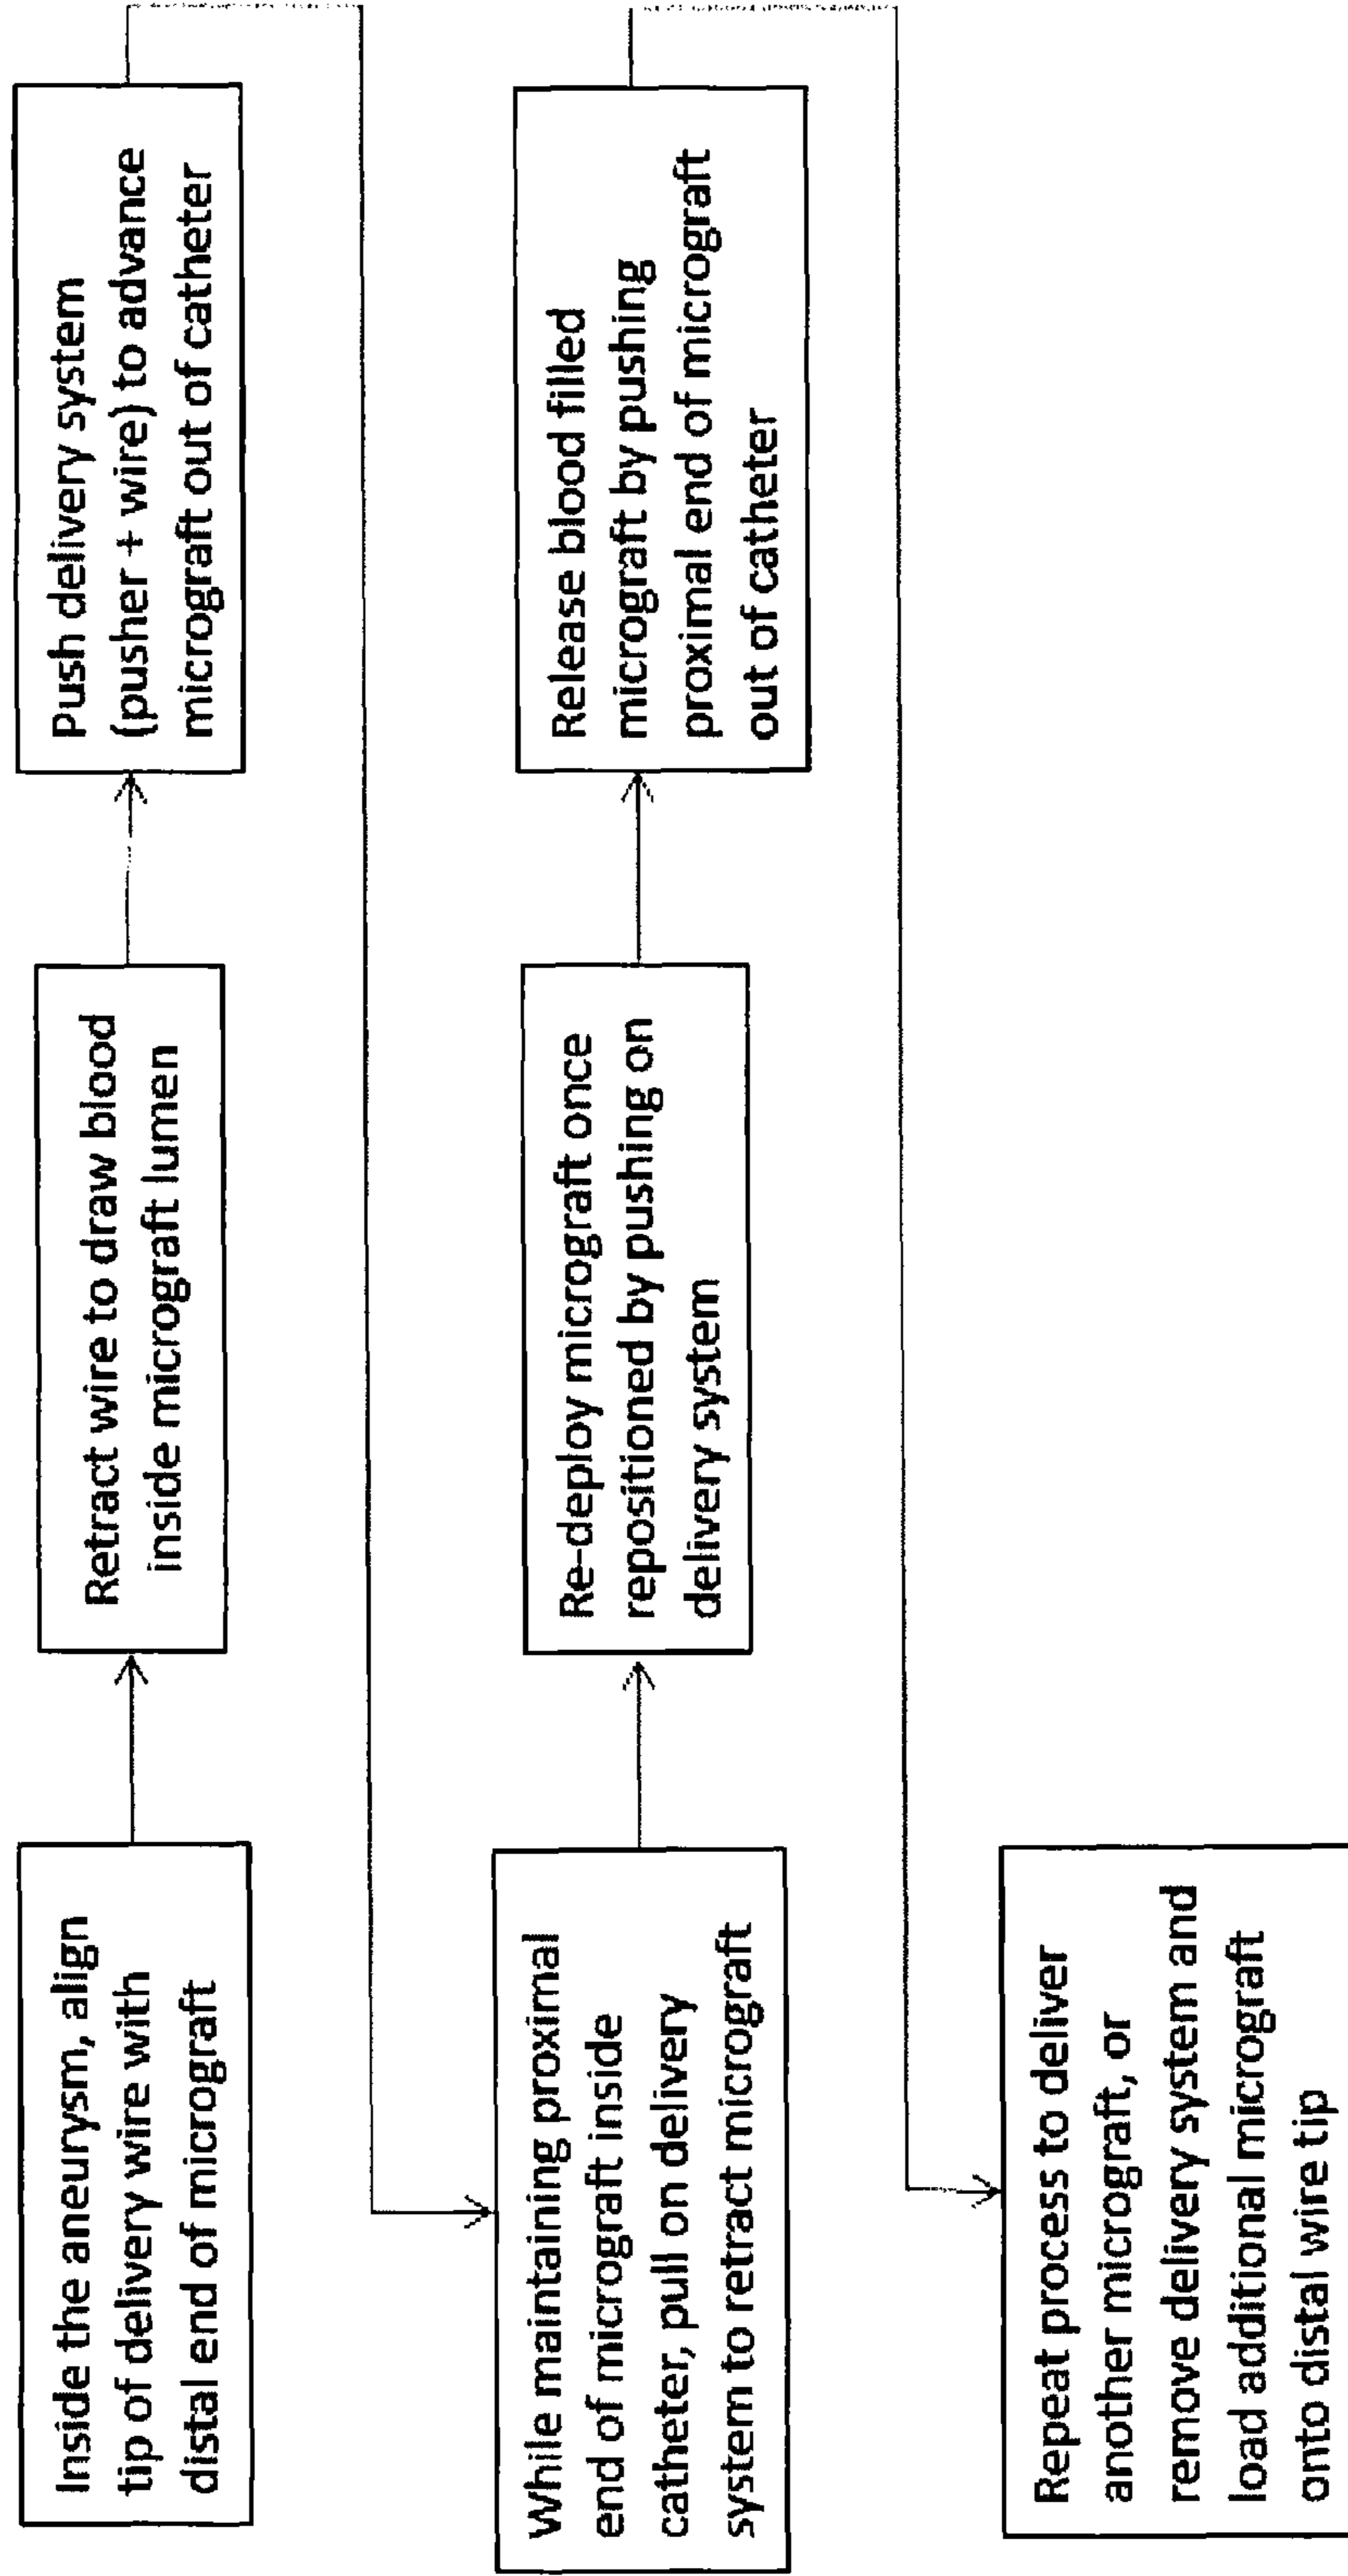 Inside the aneurysm, align
tip of delivery wire with
distal end of micrograft
Retract wire to draw blood
inside micrograft lumen
Push delivery system
(pusher + wire) to advance
micrograft out of catheter
While maintaining proximal
end of micrograft inside
catheter, pull on delivery
system to retract micrograft
Re-deploy micrograft once
repositioned by pushing on
delivery system
Release blood filled
micrograft by pushing
proximal end of micrograft
out of catheter
Repeat process to deliver
another micrograft, or
remove delivery system and
load additional micrograft
onto distal wire tip